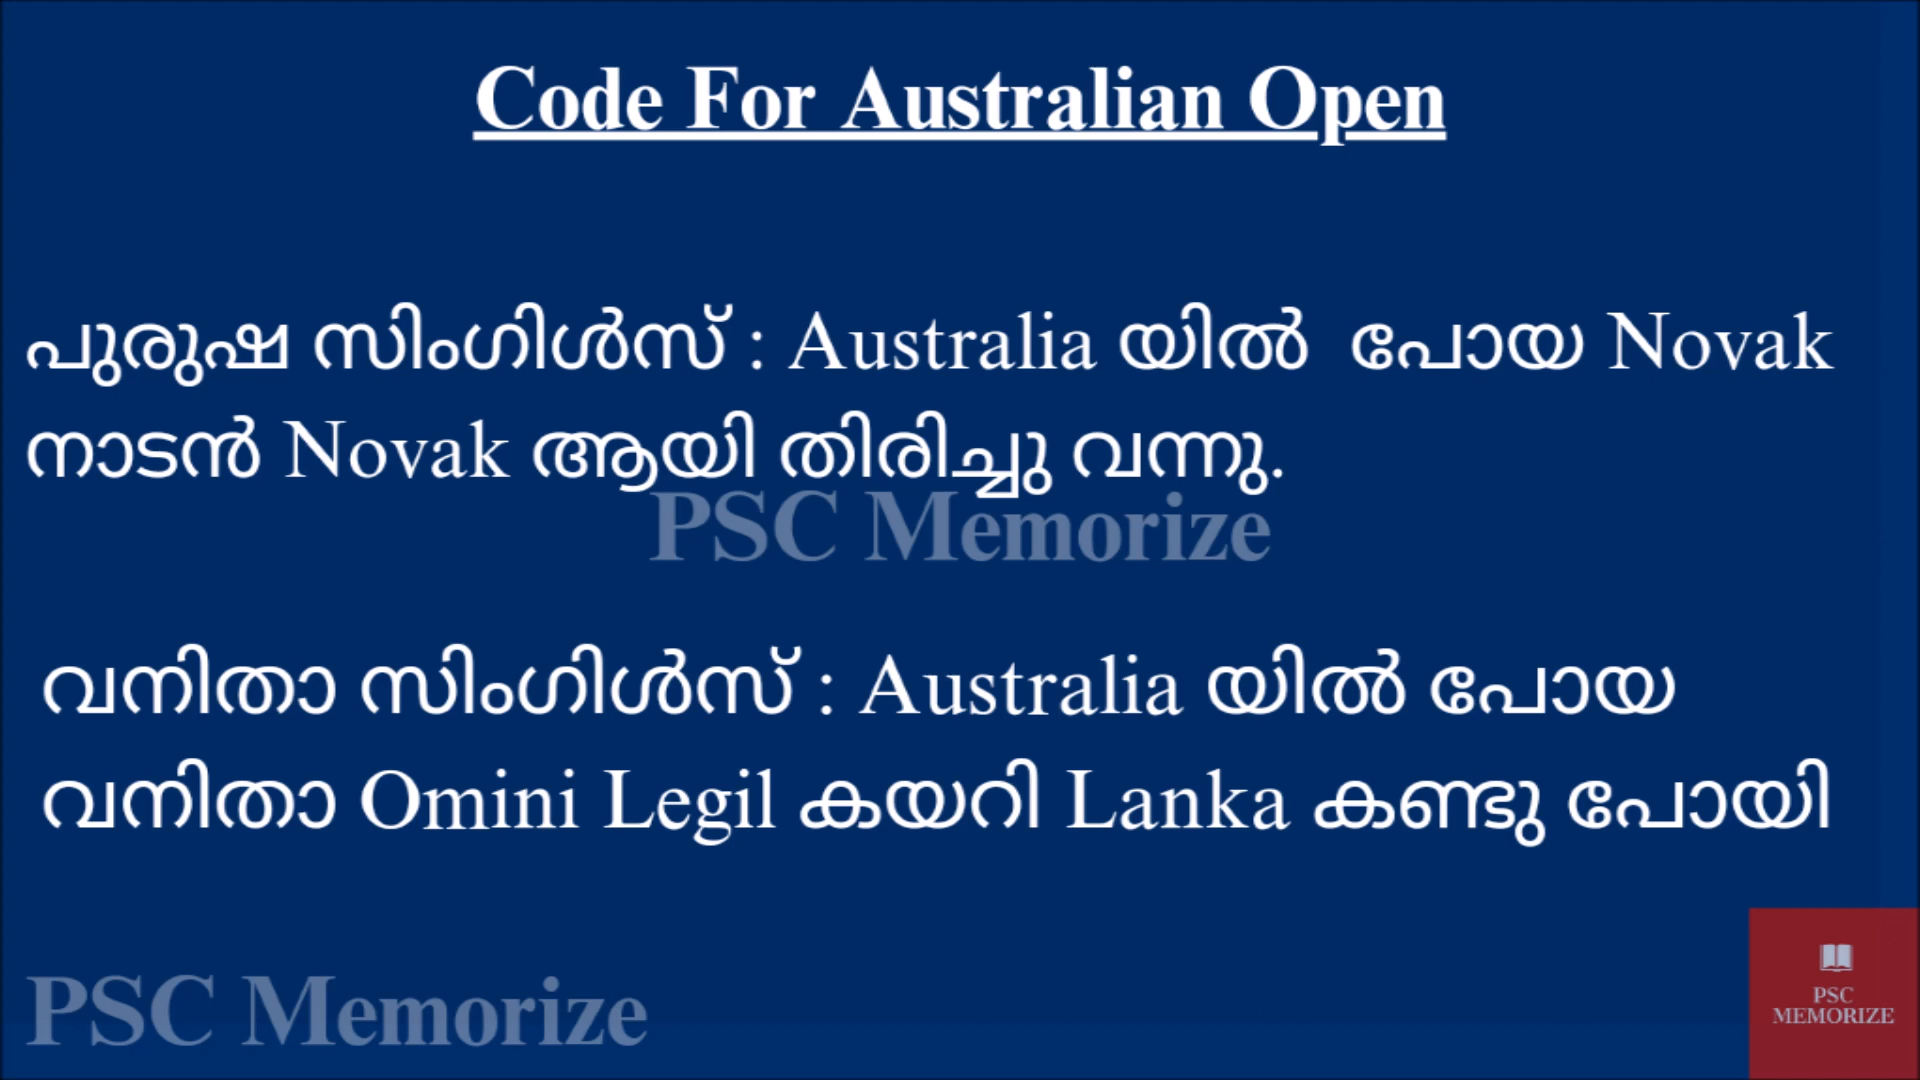 Code For Australian Open
പുരുഷ സിംഗിൾസ് : Australia യിൽ പോയ Novak
നാടൻ Novak ആയി തിരിച്ചു വന്നു.
PSC Memorize
വനിതാ സിംഗിൾസ് : Australia യിൽ പോയ
വനിതാ Omini Legil കയറി Lanka കണ്ടു പോയി
PSC Memorize
PSC
MEMORIZE